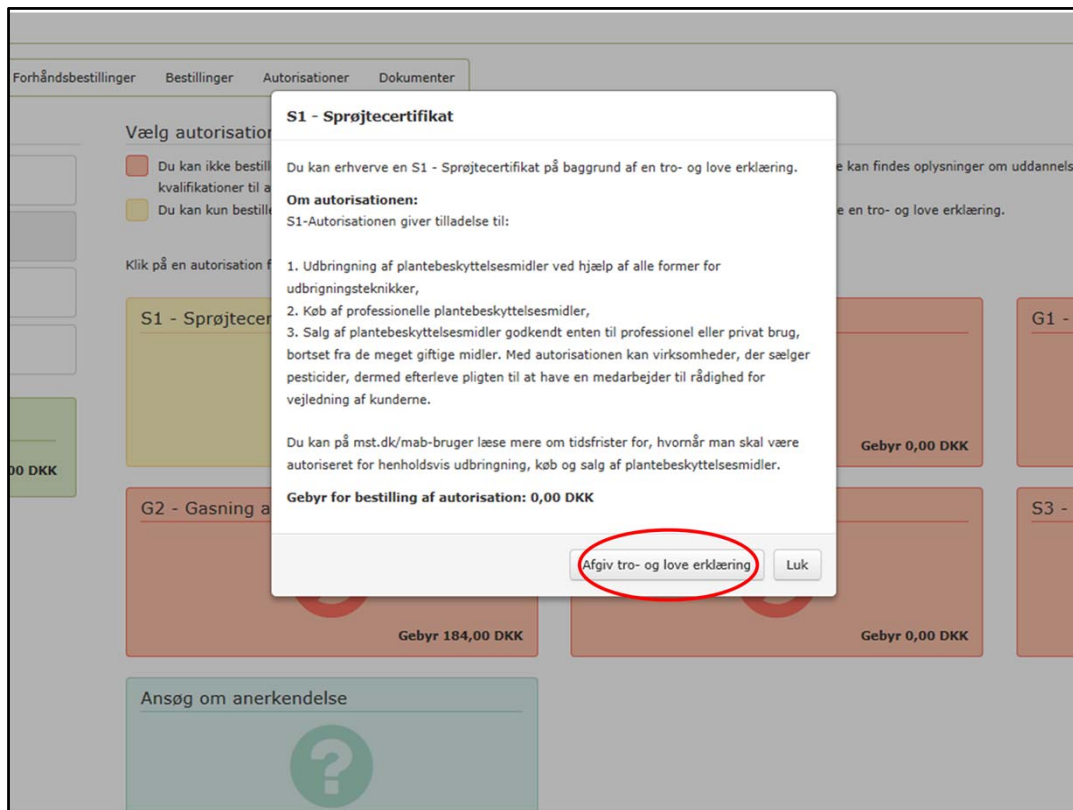 Forhåndsbestillinger Bestillinger Autorisationer Dokumenter
Vælg autorisation
Du kan ikke bestill
e kan findes oplysninger om uddannels
kvalifikationer til a
Du kan kun bestille
e en tro- og love erklæring.
Klik på en autorisation f
S1 - Sprøjtecer
G1 -
Gebyr 0,00 DKK
00 DKK
G2 - Gasning a
S3 -
Gebyr 184,00 DKK
Gebyr 0,00 DKK
Ansøg om anerkendelse
?
S1 - Sprøjtecertifikat
Du kan erhverve en S1 - Sprøjtecertifikat på baggrund af en tro- og love erklæring.
Om autorisationen:
S1-Autorisationen giver tilladelse til:
1. Udbringning af plantebeskyttelsesmidler ved hjælp af alle former for
udbrigningsteknikker,
2. Køb af professionelle plantebeskyttelsesmidler,
3. Salg af plantebeskyttelsesmidler godkendt enten til professionel eller privat brug,
bortset fra de meget giftige midler. Med autorisationen kan virksomheder, der sælger
pesticider, dermed efterleve pligten til at have en medarbejder til rådighed for
vejledning af kunderne.
Du kan på mst.dk/mab-bruger læse mere om tidsfrister for, hvornår man skal være
autoriseret for henholdsvis udbringning, køb og salg af plantebeskyttelsesmidler.
Gebyr for bestilling af autorisation: 0,00 DKK
Afgiv tro- og love erklæring
Luk